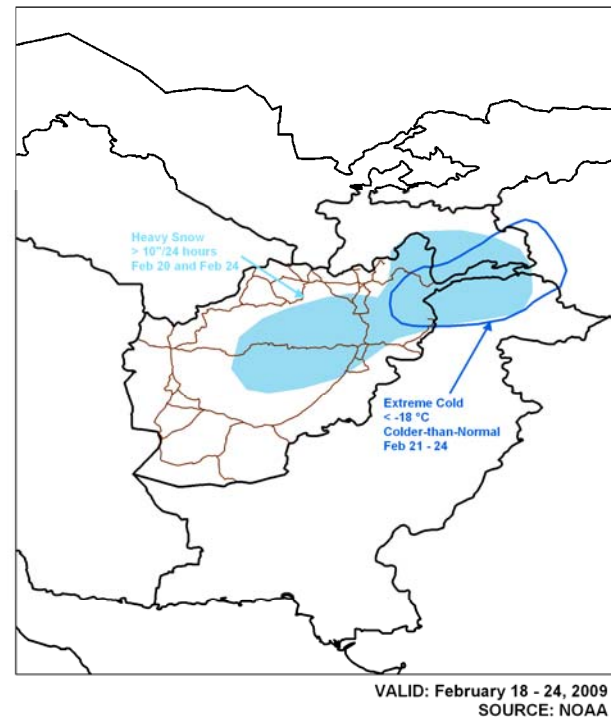 Heavy Snow
> 10"/24 hours
Feb 20 and Feb 24
Extreme Cold
< -18 °C
Colder-than-Normal
Feb 21 - 24
VALID: February 18 - 24, 2009
SOURCE: NOAA